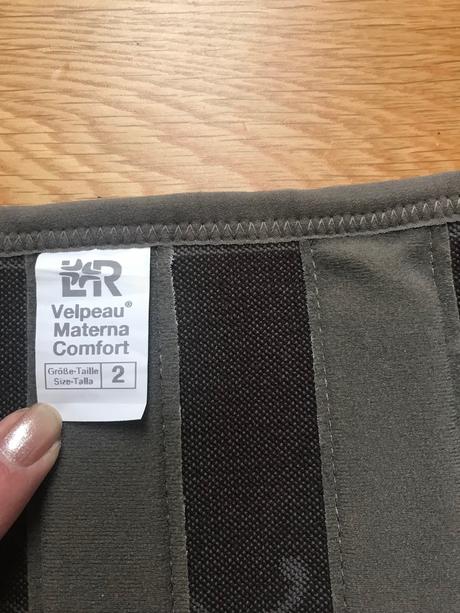 L&R
Velpeau®
Materna
Comfort
Größe-Taille
Size-Talla
2